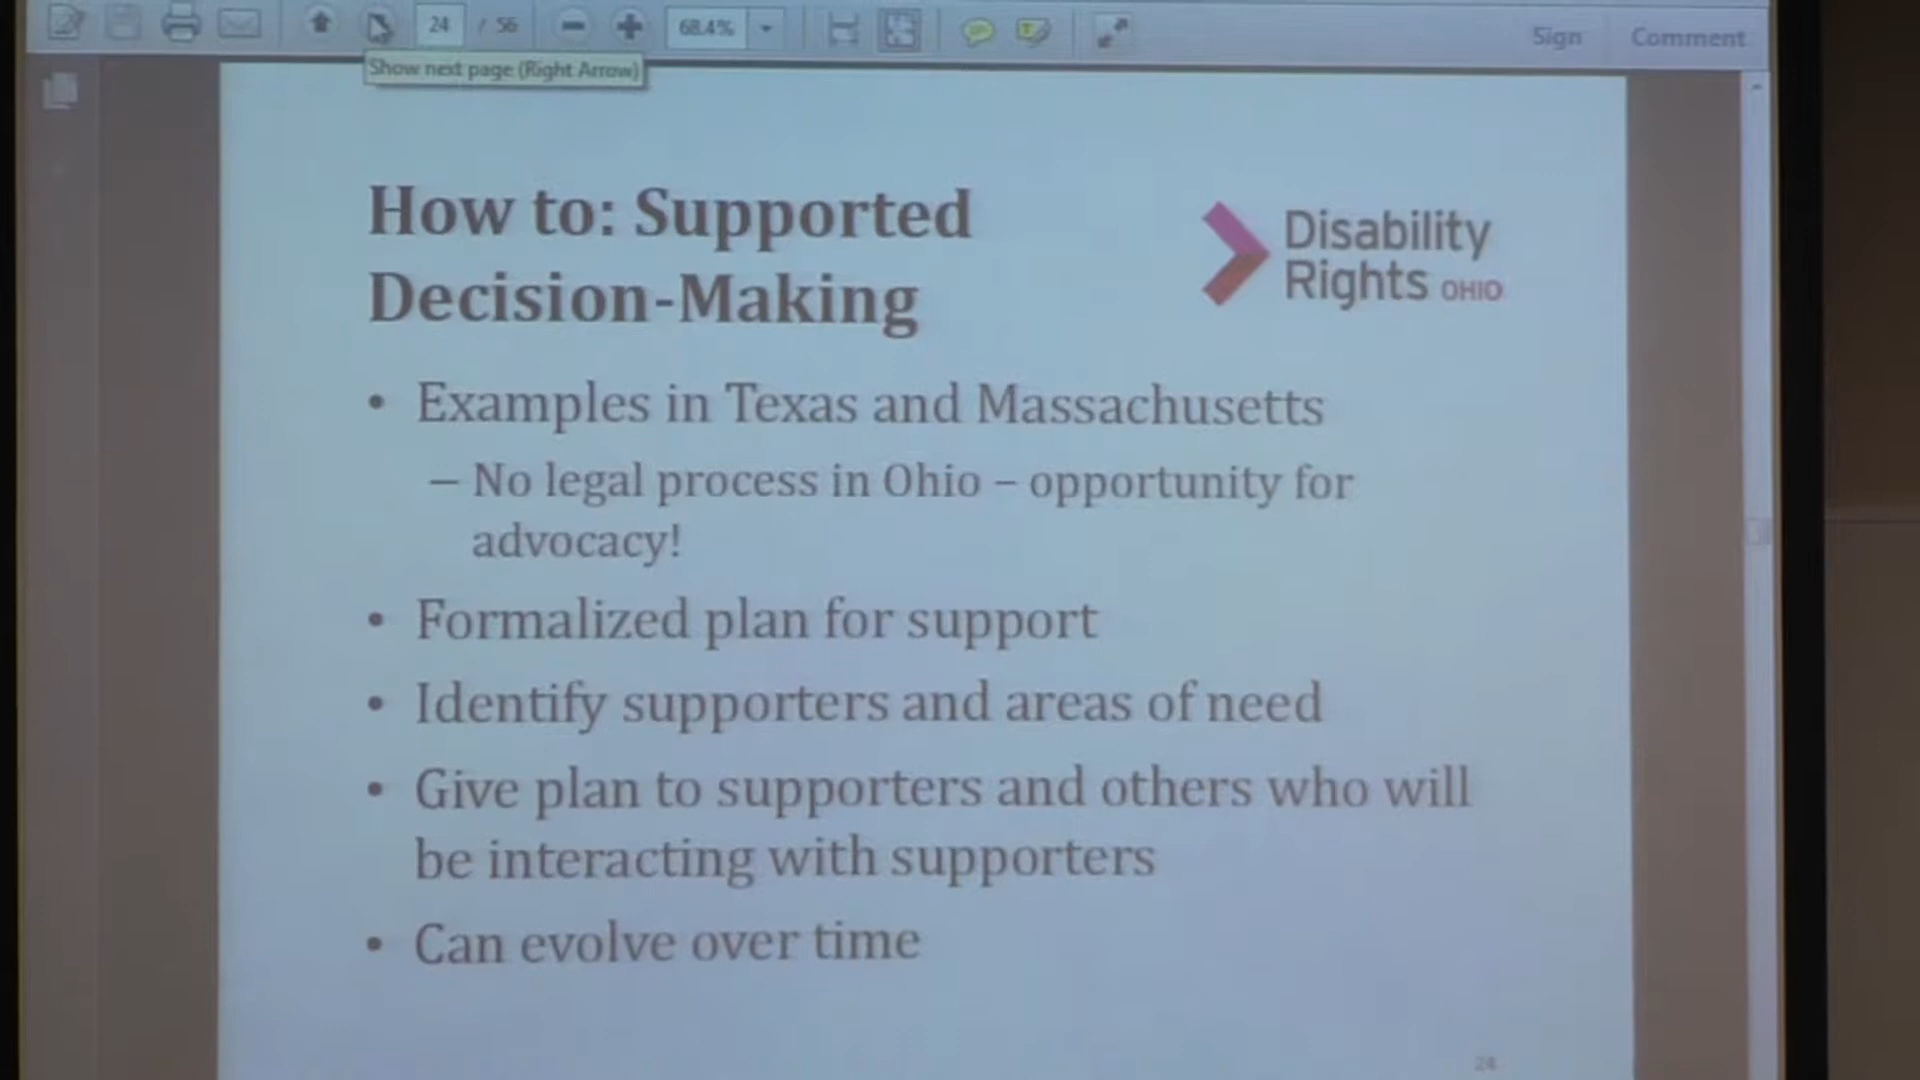 24 / 56
68.4%
Sign
Comment
Show next page (Right Arrow)
How to: Supported
Decision-Making
Disability
Rights OHIO
• Examples in Texas and Massachusetts
– No legal process in Ohio – opportunity for
advocacy!
• Formalized plan for support
• Identify supporters and areas of need
• Give plan to supporters and others who will
be interacting with supporters
• Can evolve over time
24